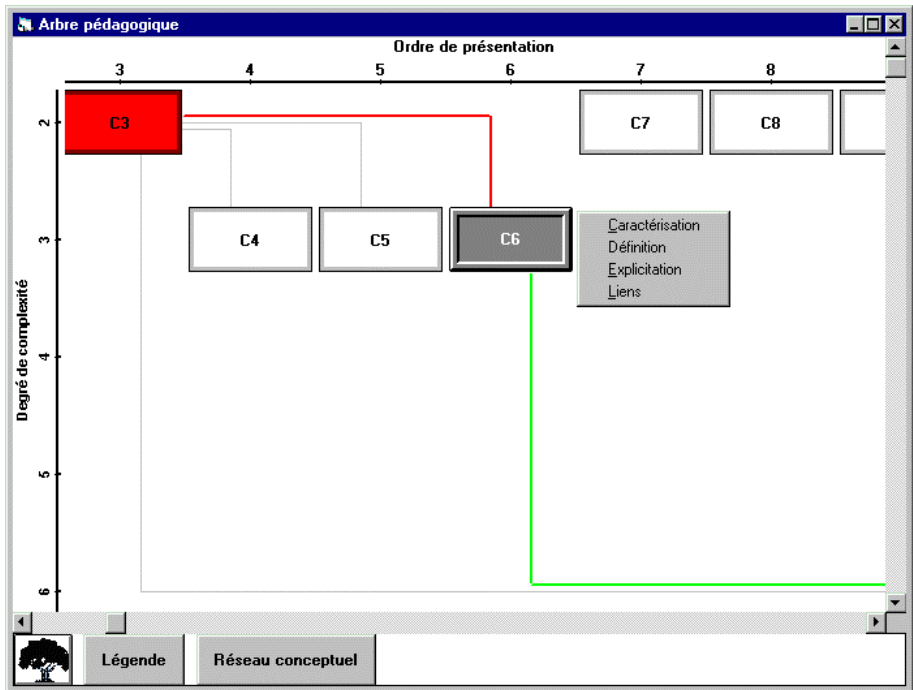 Arbre pédagogique
Ordre de présentation
3 4 5 6 7 8
2
C3
C7
C8
3
C4
C5
C6
Caractérisation
Définition
Explicitation
Liens
Degré de complexité
4
5
6
Légende
Réseau conceptuel